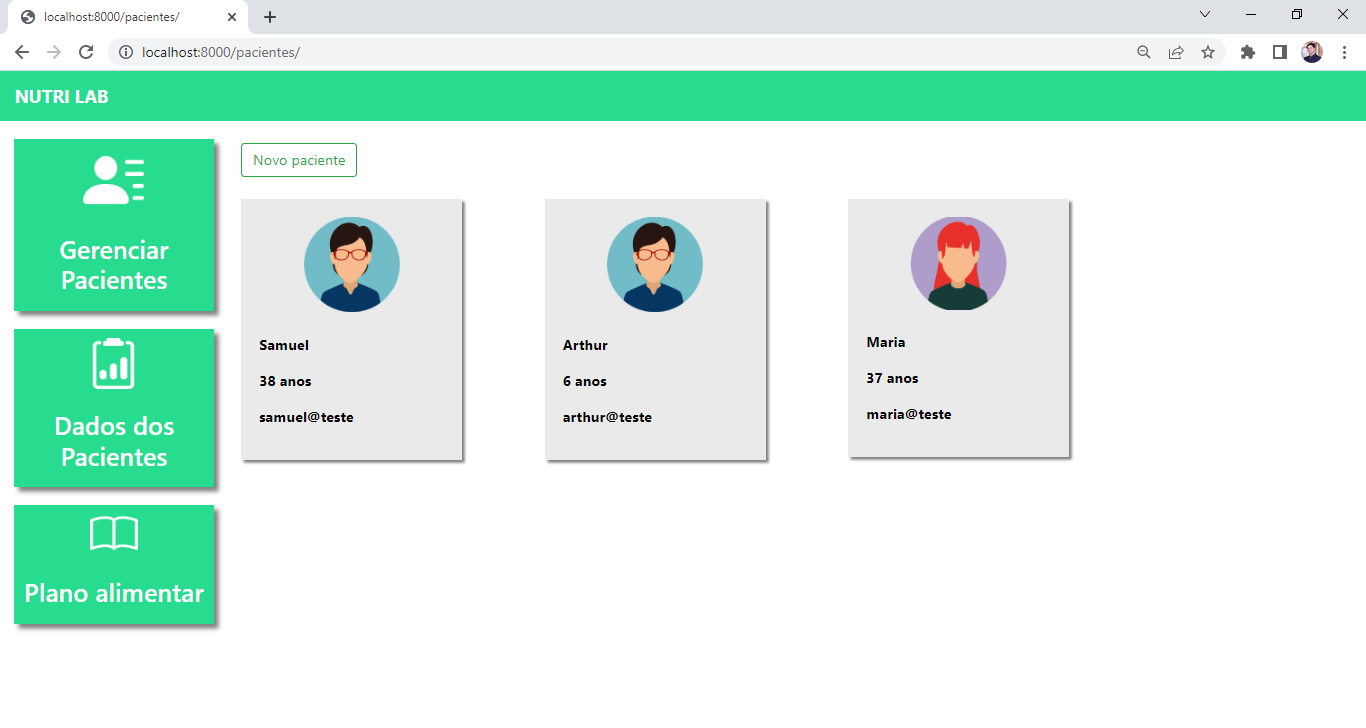 localhost:8000/pacientes/
localhost:8000/pacientes/
NUTRI LAB
Gerenciar
Pacientes
Dados dos
Pacientes
Plano alimentar
Novo paciente
Samuel
38 anos
samuel@teste
Arthur
6 anos
arthur@teste
Maria
37 anos
maria@teste